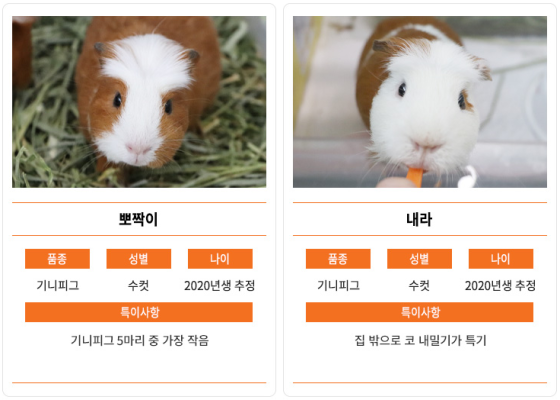 뽀짝이
품종 성별 나이
기니피그 수컷 2020년생 추정
특이사항
기니피그 5마리 중 가장 작음
내라
품종 성별 나이
기니피그 수컷 2020년생 추정
특이사항
집 밖으로 코 내밀기가 특기